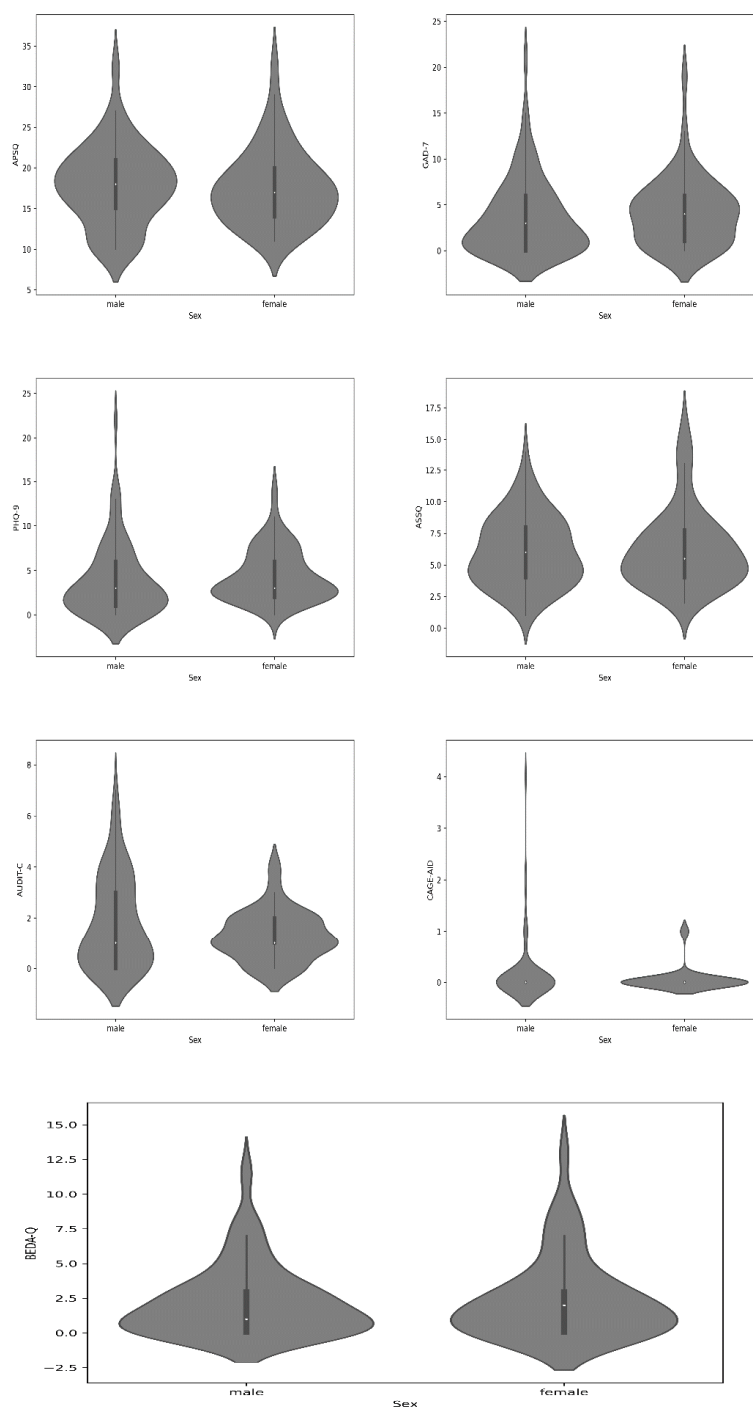 APSQ
35
30
25
20
15
10
5
male female
Sex
GAD-7
25
20
15
10
5
0
male female
Sex
PHQ-9
25
20
15
10
5
0
male female
Sex
ASSQ
17.5
15.0
12.5
10.0
7.5
5.0
2.5
0.0
male female
Sex
AUDIT-C
8
6
4
2
0
male female
Sex
CAGE-AID
4
3
2
1
0
male female
Sex
BEDA-Q
15.0
12.5
10.0
7.5
5.0
2.5
0.0
−2.5
male female
Sex